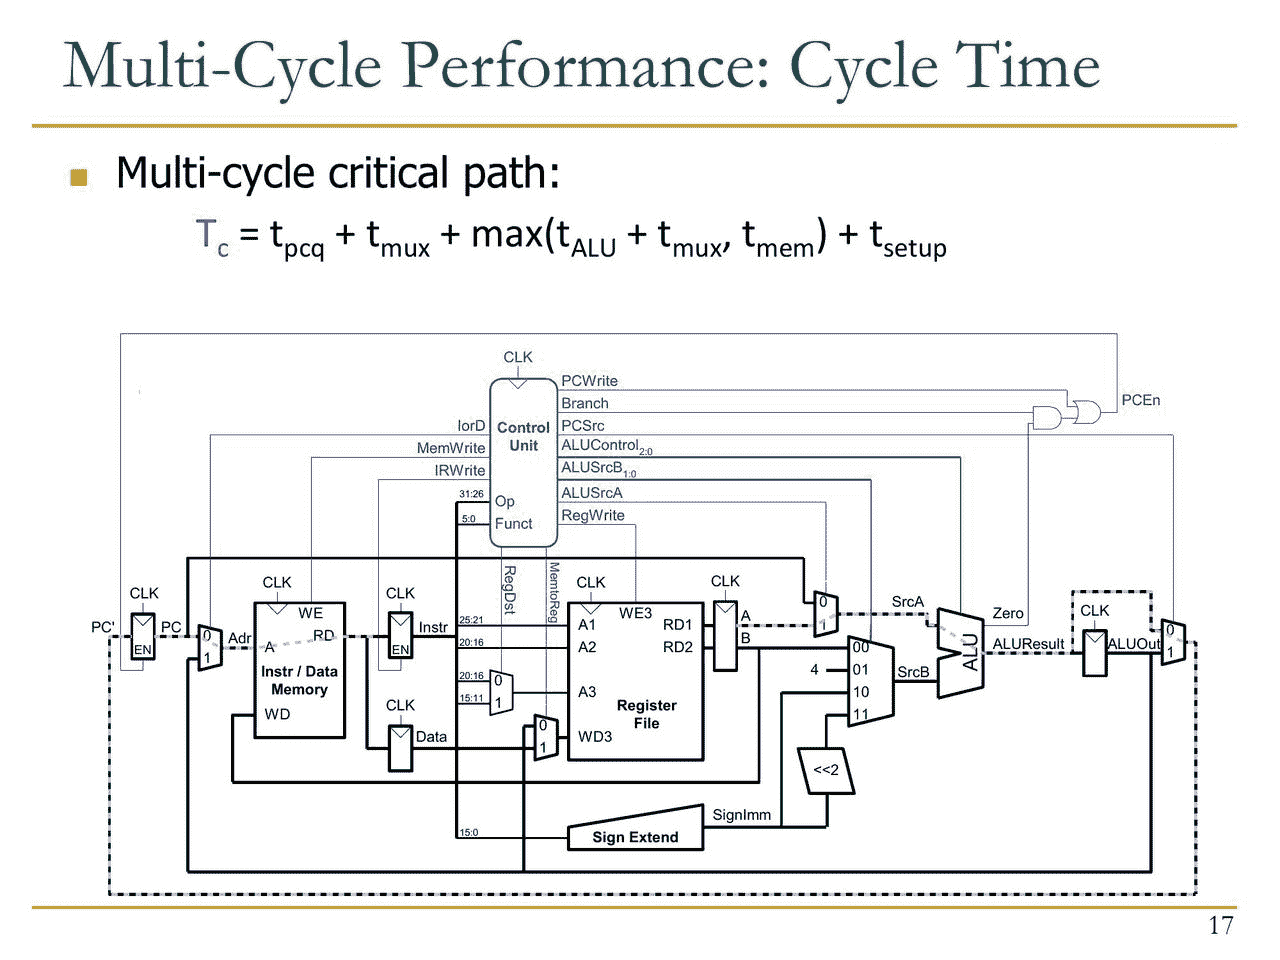 Multi-Cycle Performance: Cycle Time
Multi-cycle critical path:
Tc = tpcq + tmux + max(tALU + tmux, tmem) + tsetup
CLK
PCWrite
Branch
PCEn
IorD
Control
Unit
PCSrc
MemWrite
ALUControl2:0
IRWrite
ALUSrcB1:0
31:26
Op
ALUSrcA
5:0
Funct
RegWrite
RegDst
MemtoReg
CLK
CLK
CLK
CLK
CLK
CLK
PC'
EN
PC
0
1
Adr
WE
A
RD
Instr / Data
Memory
WD
EN
Instr
CLK
Data
25:21
20:16
20:16
15:11
15:0
0
1
0
1
WE3
A1
RD1
A2
RD2
A3
Register
File
WD3
A
B
0
1
SrcA
00
4
01
10
11
SrcB
<<2
ALU
Zero
ALUResult
ALUOut
0
1
SignImm
Sign Extend
17